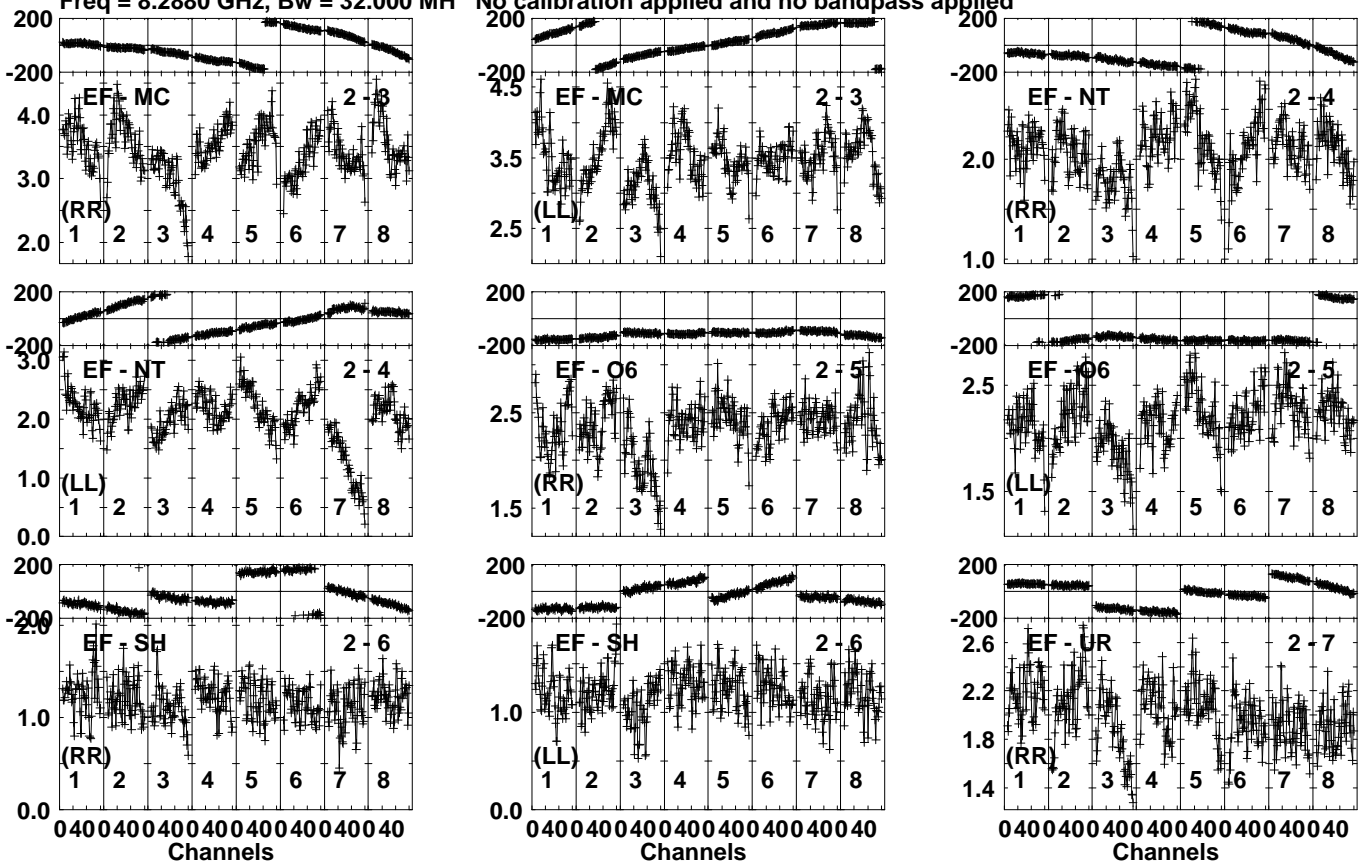 Freq = 8.2880 GHz, Bw = 32.000 MH No calibration applied and no bandpass applied
200 200 200
-200 -200 -200
EF - MC 2 - 3 4.5 EF - MC 2 - 3 EF - NT 2 - 4
4.0
3.5 2.0
3.0
(RR) (LL) (RR)
2.5
1 2 3 4 5 6 7 8 1 2 3 4 5 6 7 8 1 2 3 4 5 6 7 8
2.0
1.0
200 200 200
-200 -200 -200
3.0 EF - NT 2 - 4 EF - O6 2 - 5 EF - O6 2 - 5
2.5 2.5
2.0
1.0
(LL) (RR) (LL)
1.5 1.5
1 2 3 4 5 6 7 8 1 2 3 4 5 6 7 8 1 2 3 4 5 6 7 8
0.0
200 200 200
-200 -200 -200
2.0 EF - SH 2 - 6 EF - SH 2 - 6 2.6 EF - UR 2 - 7
2.2
1.0 1.0
1.8
(RR) (LL) (RR)
1 2 3 4 5 6 7 8 1 2 3 4 5 6 7 8 1.4 1 2 3 4 5 6 7 8
0.0 0.0
0 40 0 40 0 40 0 40 0 40 0 40 0 40 0 40 0 40 0 40 0 40 0 40 0 40 0 40 0 40 0 40 0 40 0 40 0 40 0 40 0 40 0 40 0 40 0 40
Channels Channels Channels